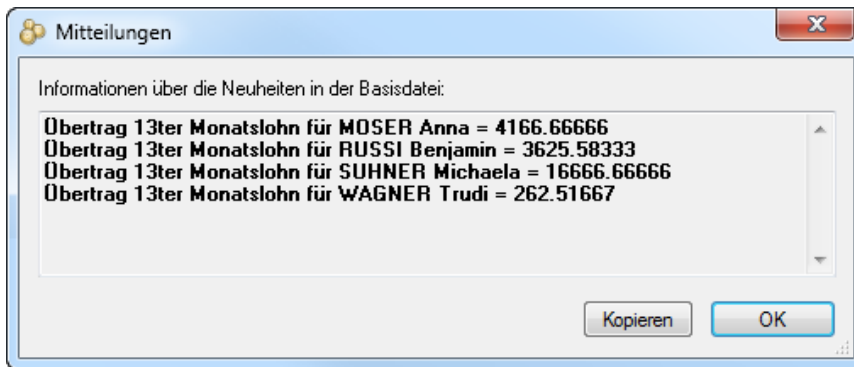 Mitteilungen
Informationen über die Neuheiten in der Basisdatei:
Übertrag 13ter Monatslohn für MOSER Anna = 4166.66666
Übertrag 13ter Monatslohn für RUSSI Benjamin = 3625.58333
Übertrag 13ter Monatslohn für SUHNER Michaela = 16666.66666
Übertrag 13ter Monatslohn für WAGNER Trudi = 262.51667
Kopieren OK